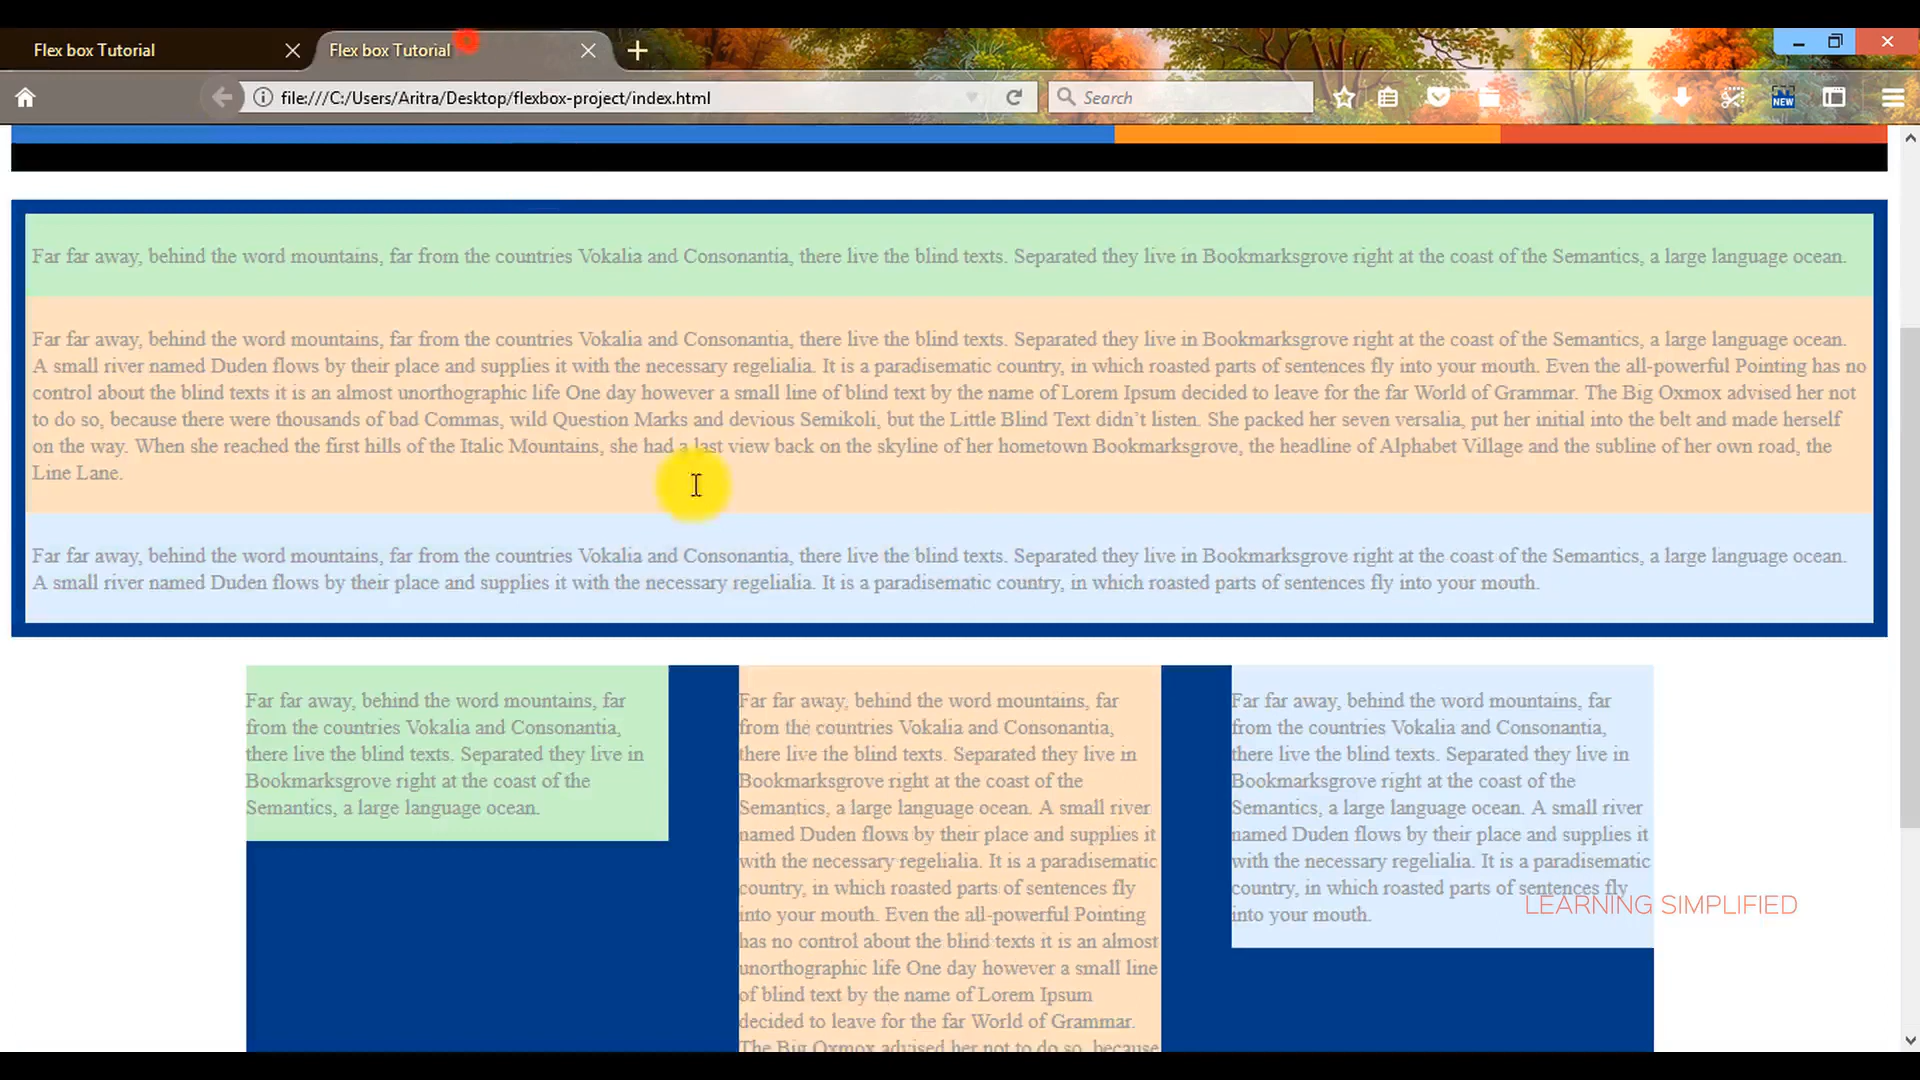 Flex box Tutorial
Flex box Tutorial
file:///C:/Users/Aritra/Desktop/flexbox-project/index.html
Search
NEW
Far far away, behind the word mountains, far from the countries Vokalia and Consonantia, there live the blind texts. Separated they live in Bookmarksgrove right at the coast of the Semantics, a large language ocean.
Far far away, behind the word mountains, far from the countries Vokalia and Consonantia, there live the blind texts. Separated they live in Bookmarksgrove right at the coast of the Semantics, a large language ocean.
A small river named Duden flows by their place and supplies it with the necessary regelialia. It is a paradisematic country, in which roasted parts of sentences fly into your mouth. Even the all-powerful Pointing has no
control about the blind texts it is an almost unorthographic life One day however a small line of blind text by the name of Lorem Ipsum decided to leave for the far World of Grammar. The Big Oxmox advised her not
to do so, because there were thousands of bad Commas, wild Question Marks and devious Semikoli, but the Little Blind Text didn’t listen. She packed her seven versalia, put her initial into the belt and made herself
on the way. When she reached the first hills of the Italic Mountains, she had a last view back on the skyline of her hometown Bookmarksgrove, the headline of Alphabet Village and the subline of her own road, the
Line Lane.
Far far away, behind the word mountains, far from the countries Vokalia and Consonantia, there live the blind texts. Separated they live in Bookmarksgrove right at the coast of the Semantics, a large language ocean.
A small river named Duden flows by their place and supplies it with the necessary regelialia. It is a paradisematic country, in which roasted parts of sentences fly into your mouth.
Far far away, behind the word mountains, far
from the countries Vokalia and Consonantia,
there live the blind texts. Separated they live in
Bookmarksgrove right at the coast of the
Semantics, a large language ocean.
Far far away, behind the word mountains, far
from the countries Vokalia and Consonantia,
there live the blind texts. Separated they live in
Bookmarksgrove right at the coast of the
Semantics, a large language ocean. A small river
named Duden flows by their place and supplies it
with the necessary regelialia. It is a paradisematic
country, in which roasted parts of sentences fly
into your mouth. Even the all-powerful Pointing
has no control about the blind texts it is an almost
unorthographic life One day however a small line
of blind text by the name of Lorem Ipsum
decided to leave for the far World of Grammar.
The Big Oxmox advised her not to do so, because
Far far away, behind the word mountains, far
from the countries Vokalia and Consonantia,
there live the blind texts. Separated they live in
Bookmarksgrove right at the coast of the
Semantics, a large language ocean. A small river
named Duden flows by their place and supplies it
with the necessary regelialia. It is a paradisematic
country, in which roasted parts of sentences fly
into your mouth.
LEARNING SIMPLIFIED